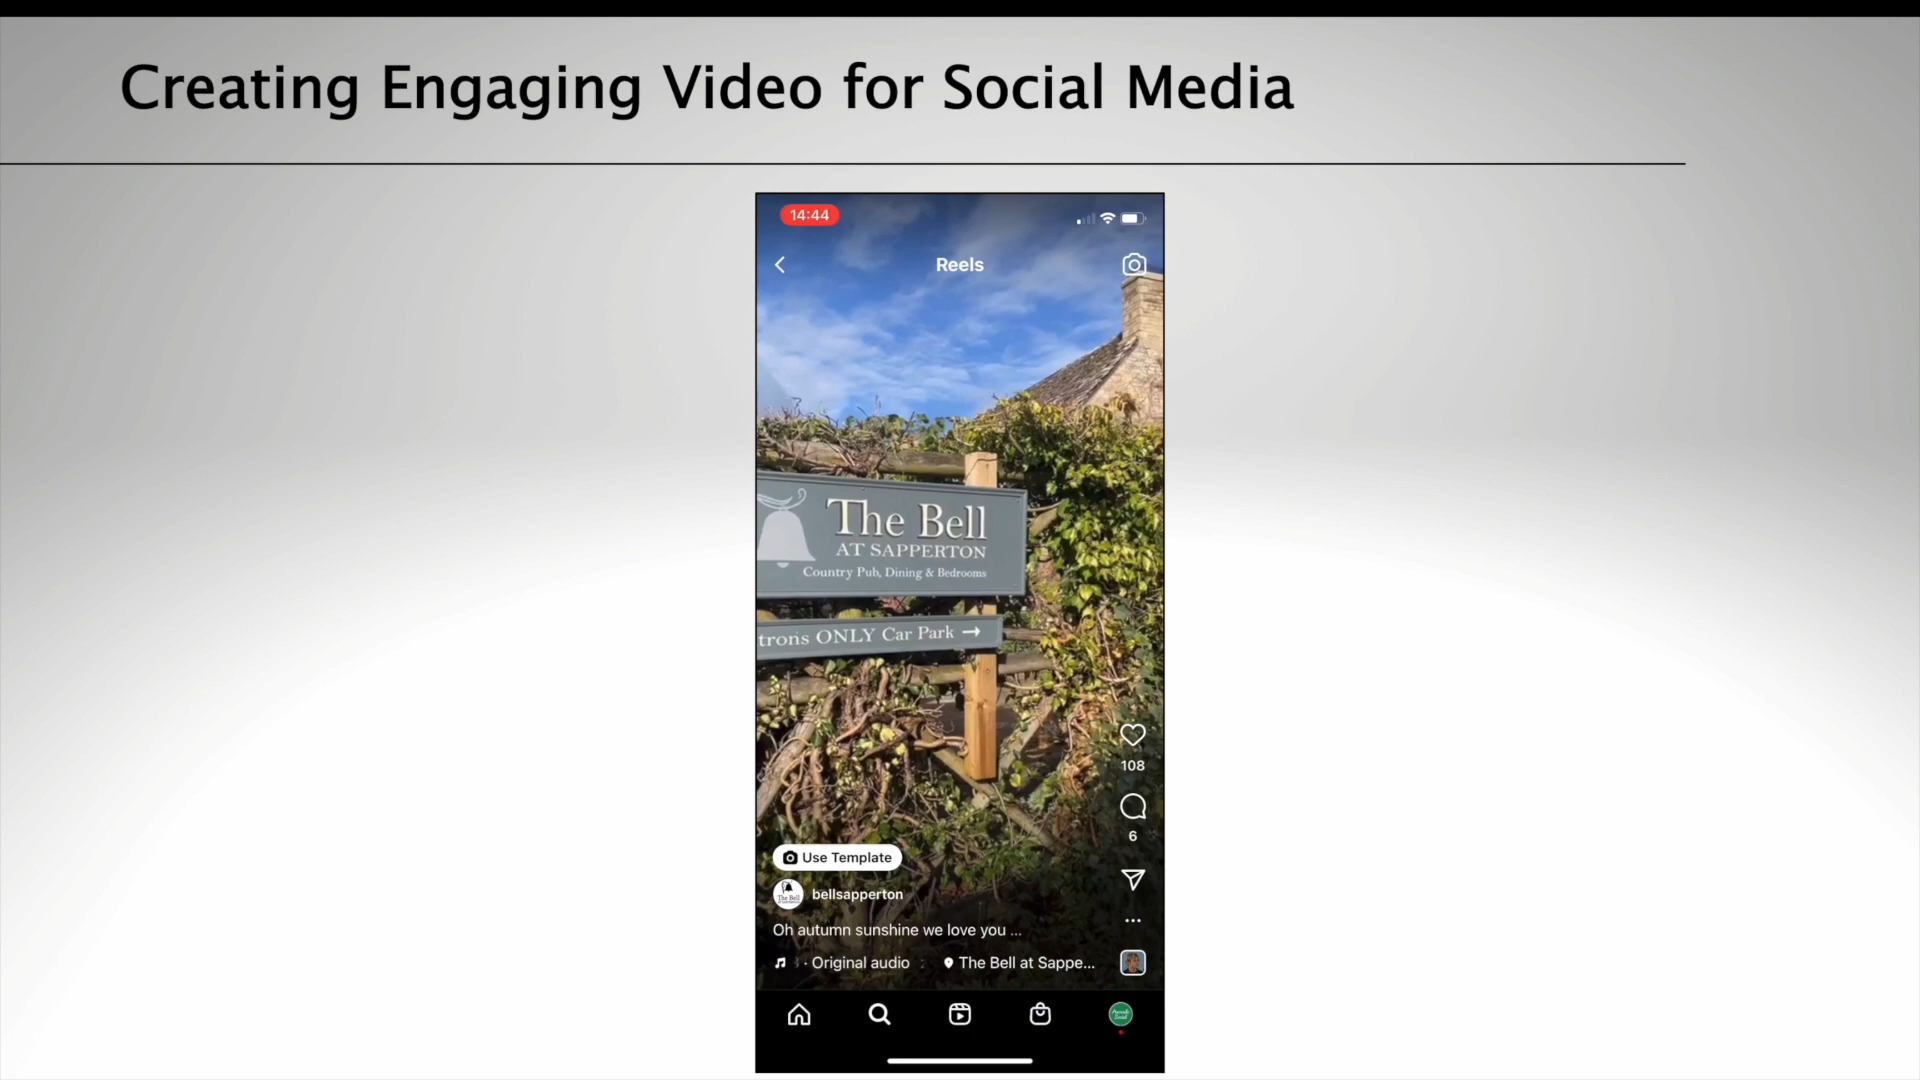 Creating Engaging Video for Social Media
14:44
Reels
The Bell
AT SAPPERTON
Country Pub, Dining & Bedrooms
trons ONLY Car Park →
108
6
Use Template
bellsapperton
Oh autumn sunshine we love you ...
· Original audio
The Bell at Sappe...